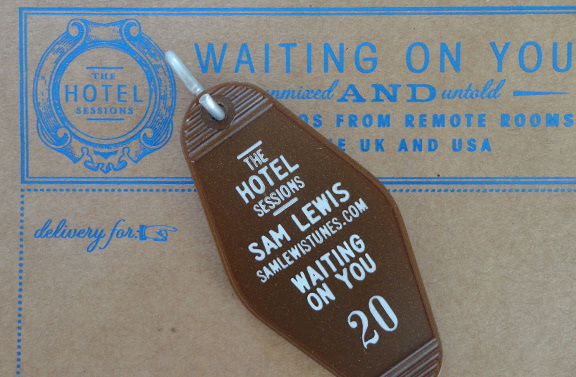 THE
HOTEL
SESSIONS
WAITING ON YOU
AND untold
FROM REMOTE ROOMS
UK AND USA
delivery for:
THE
HOTEL
SESSIONS
SAM LEWIS
SAMLEWISTUNES.COM
WAITING
ON YOU
20